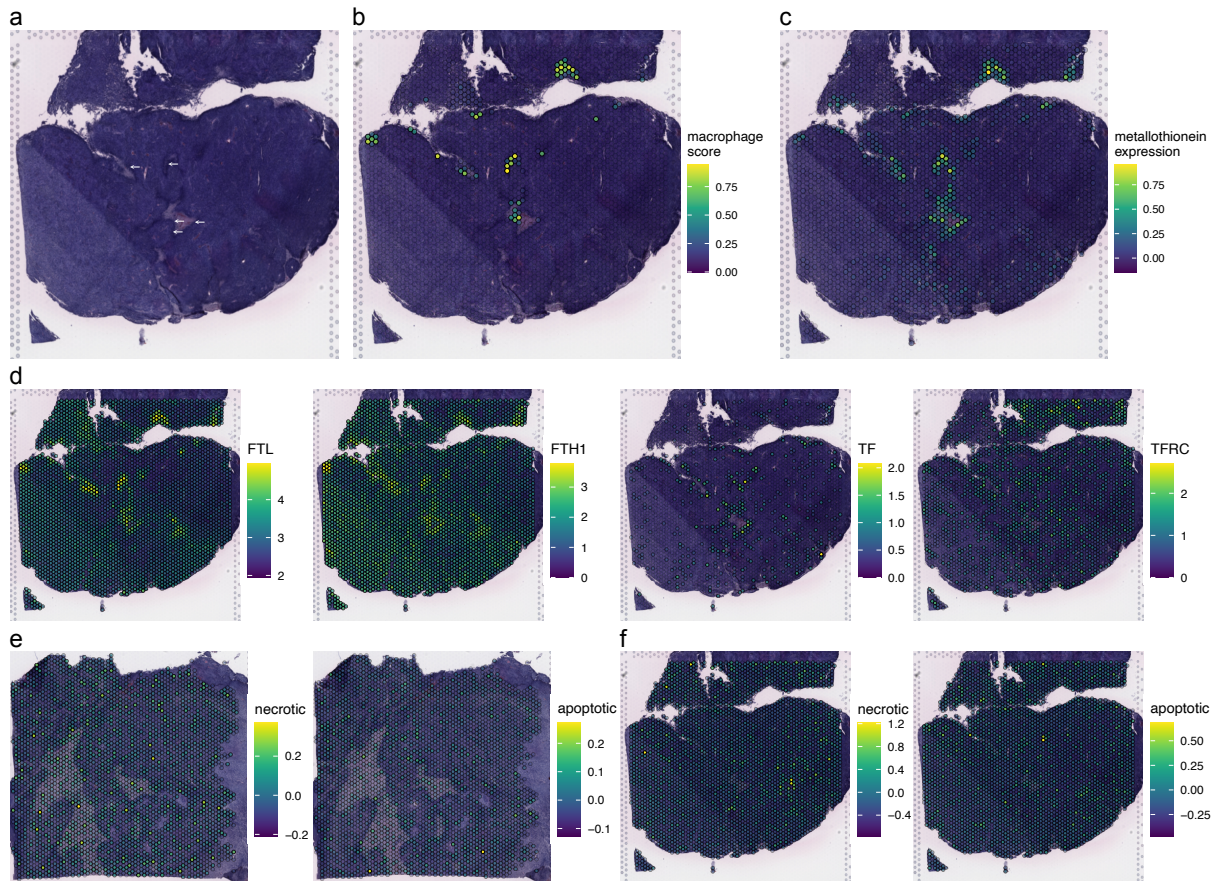 a
b
c
macrophage
score
0.75
0.50
0.25
0.00
metallothionein
expression
0.75
0.50
0.25
0.00
d
FTL
4
3
2
FTH1
3
2
1
0
TF
2.0
1.5
1.0
0.5
0.0
TFRC
2
1
0
e
necrotic
0.2
0.0
−0.2
apoptotic
0.2
0.1
0.0
−0.1
f
necrotic
1.2
0.8
0.4
0.0
−0.4
apoptotic
0.50
0.25
0.00
−0.25